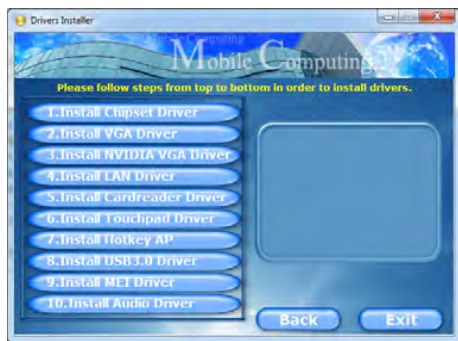 Drivers Installer
Mobile Computing
Mobile Computing
Please follow steps from top to bottom in order to install drivers.
1.Install Chipset Driver
2.Install VGA Driver
3.Install NVIDIA VGA Driver
4.Install LAN Driver
5.Install Cardreader Driver
6.Install Touchpad Driver
7.Install Hotkey AP
8.Install USB3.0 Driver
9.Install MEI Driver
10.Install Audio Driver
Back
Exit